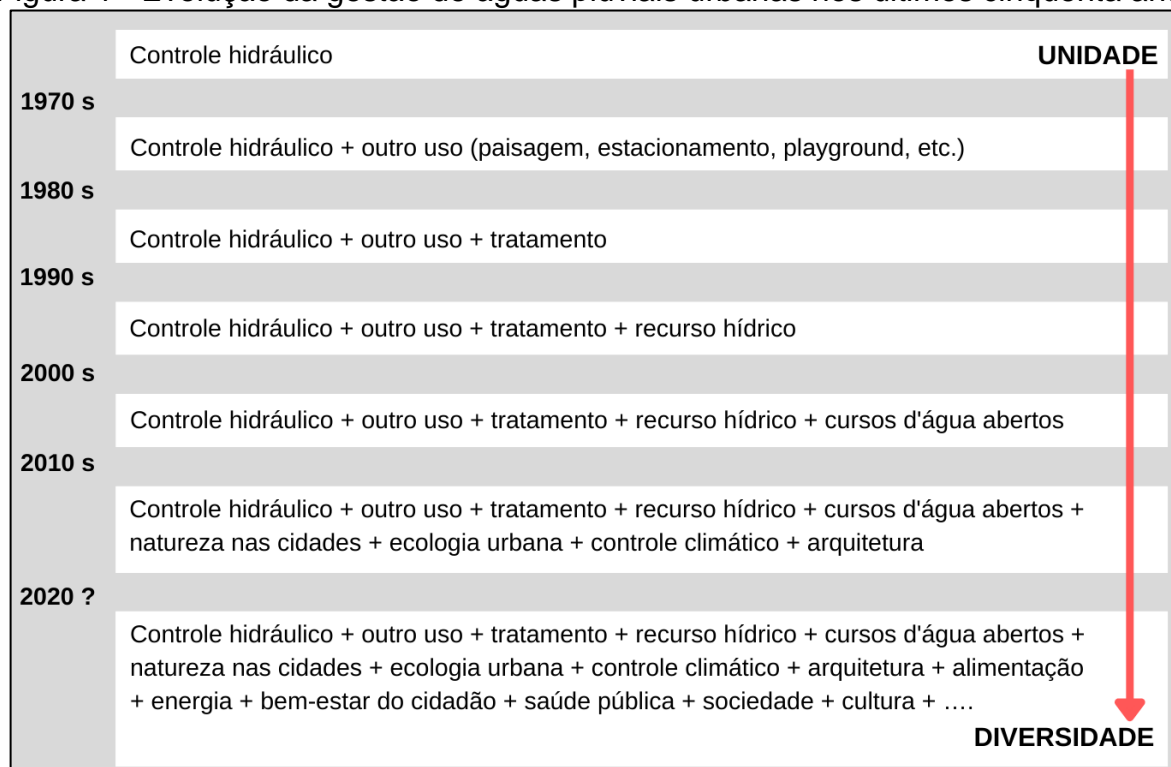 Controle hidráulico UNIDADE
1970 s
Controle hidráulico + outro uso (paisagem, estacionamento, playground, etc.)
1980 s
Controle hidráulico + outro uso + tratamento
1990 s
Controle hidráulico + outro uso + tratamento + recurso hídrico
2000 s
Controle hidráulico + outro uso + tratamento + recurso hídrico + cursos d'água abertos
2010 s
Controle hidráulico + outro uso + tratamento + recurso hídrico + cursos d'água abertos +
natureza nas cidades + ecologia urbana + controle climático + arquitetura
2020 ?
Controle hidráulico + outro uso + tratamento + recurso hídrico + cursos d'água abertos +
natureza nas cidades + ecologia urbana + controle climático + arquitetura + alimentação
+ energia + bem-estar do cidadão + saúde pública + sociedade + cultura + ....
DIVERSIDADE